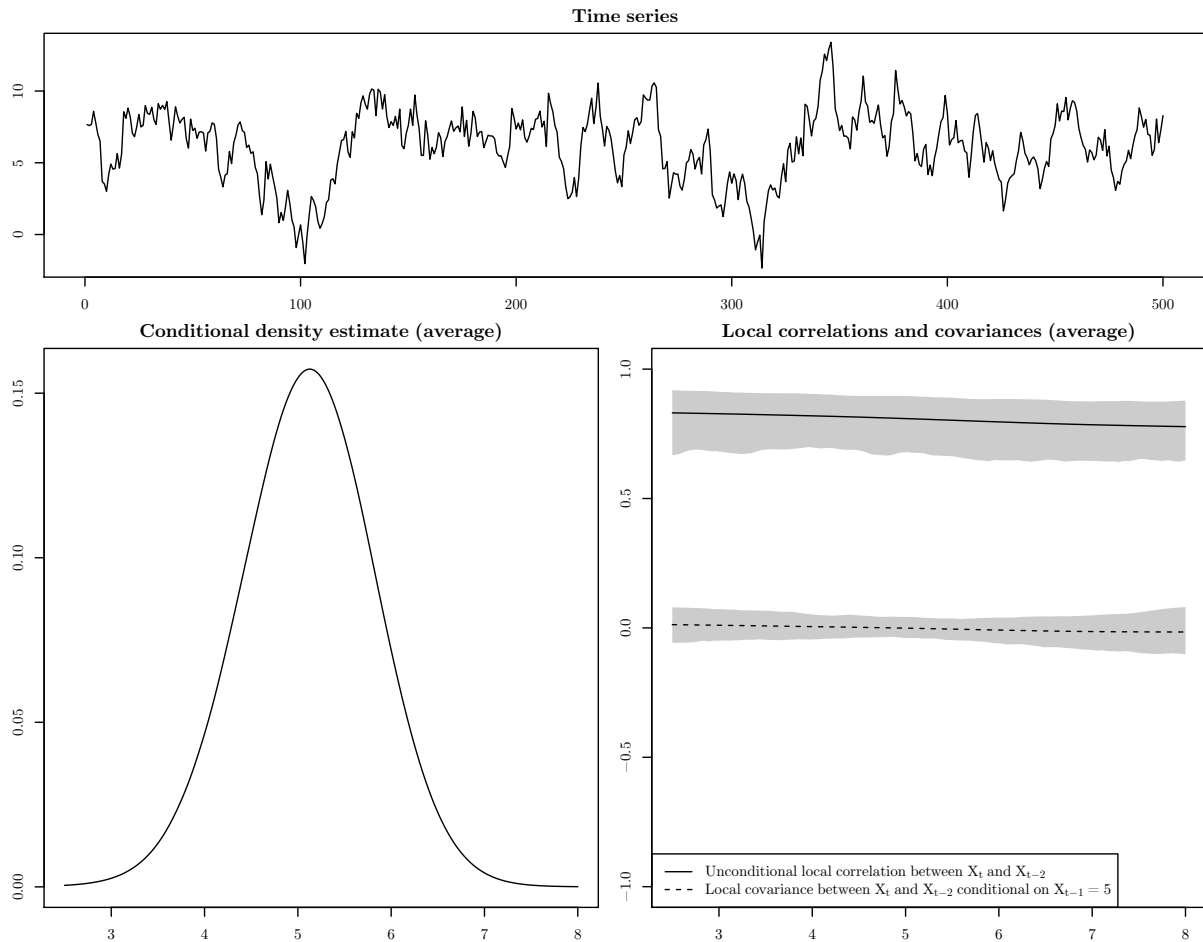 Time series
10
5
0
0 100 200 300 400 500
Conditional density estimate (average)
0.15
0.10
0.05
0.00
3 4 5 6 7 8
Local correlations and covariances (average)
1.0
0.5
0.0
−0.5
−1.0
Unconditional local correlation between Xₜ and Xₜ₋₂
Local covariance between Xₜ and Xₜ₋₂ conditional on Xₜ₋₁ = 5
3 4 5 6 7 8